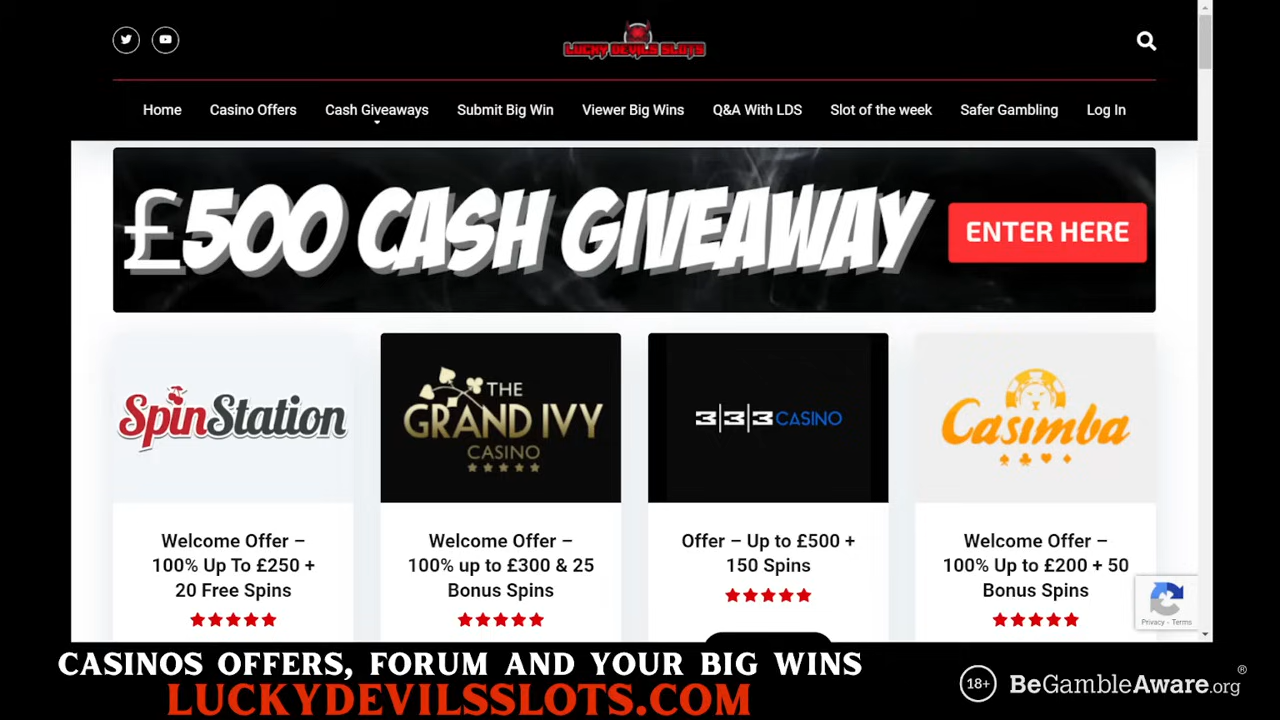 LUCKY DEVILS SLOTS
Home Casino Offers Cash Giveaways Submit Big Win Viewer Big Wins Q&A With LDS Slot of the week Safer Gambling Log In
£500 CASH GIVEAWAY ENTER HERE
SpinStation
THE
GRAND IVY
CASINO
333 CASINO
Casimba
Welcome Offer –
100% Up To £250 +
20 Free Spins
Welcome Offer –
100% up to £300 & 25
Bonus Spins
Offer – Up to £500 +
150 Spins
Welcome Offer –
100% Up to £200 + 50
Bonus Spins
Privacy - Terms
CASINOS OFFERS, FORUM AND YOUR BIG WINS
LUCKYDEVILSSLOTS.COM
18+ BeGambleAware.org®